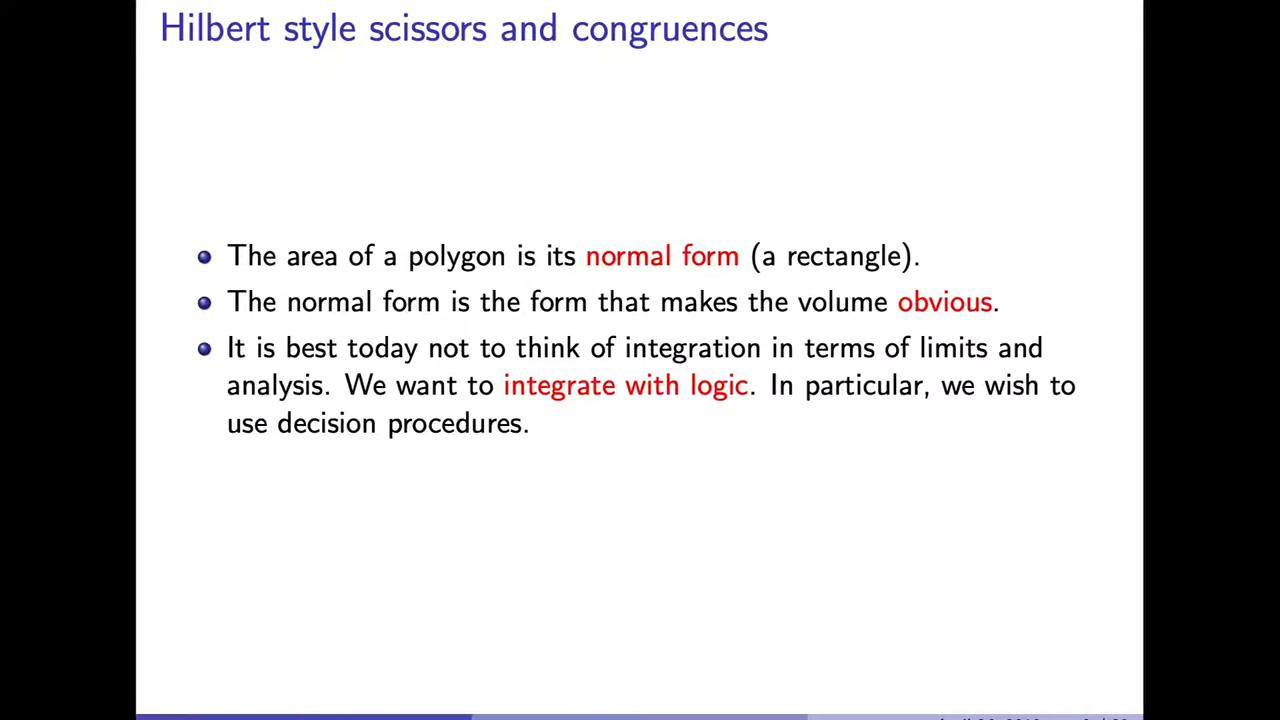 Hilbert style scissors and congruences
The area of a polygon is its normal form (a rectangle).
The normal form is the form that makes the volume obvious.
It is best today not to think of integration in terms of limits and
analysis. We want to integrate with logic. In particular, we wish to
use decision procedures.